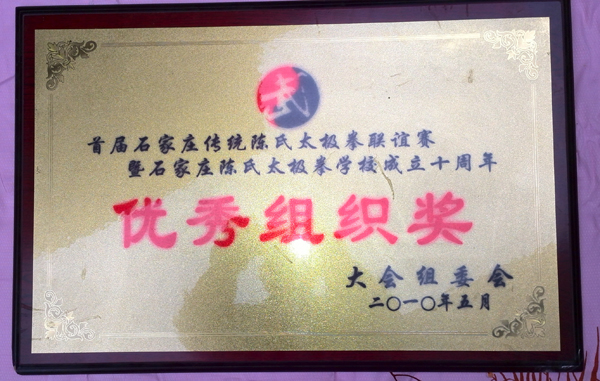 武
首届石家庄传统陈氏太极拳联谊赛
暨石家庄陈氏太极拳学校成立十周年
优秀组织奖
大会组委会
二〇一〇年五月